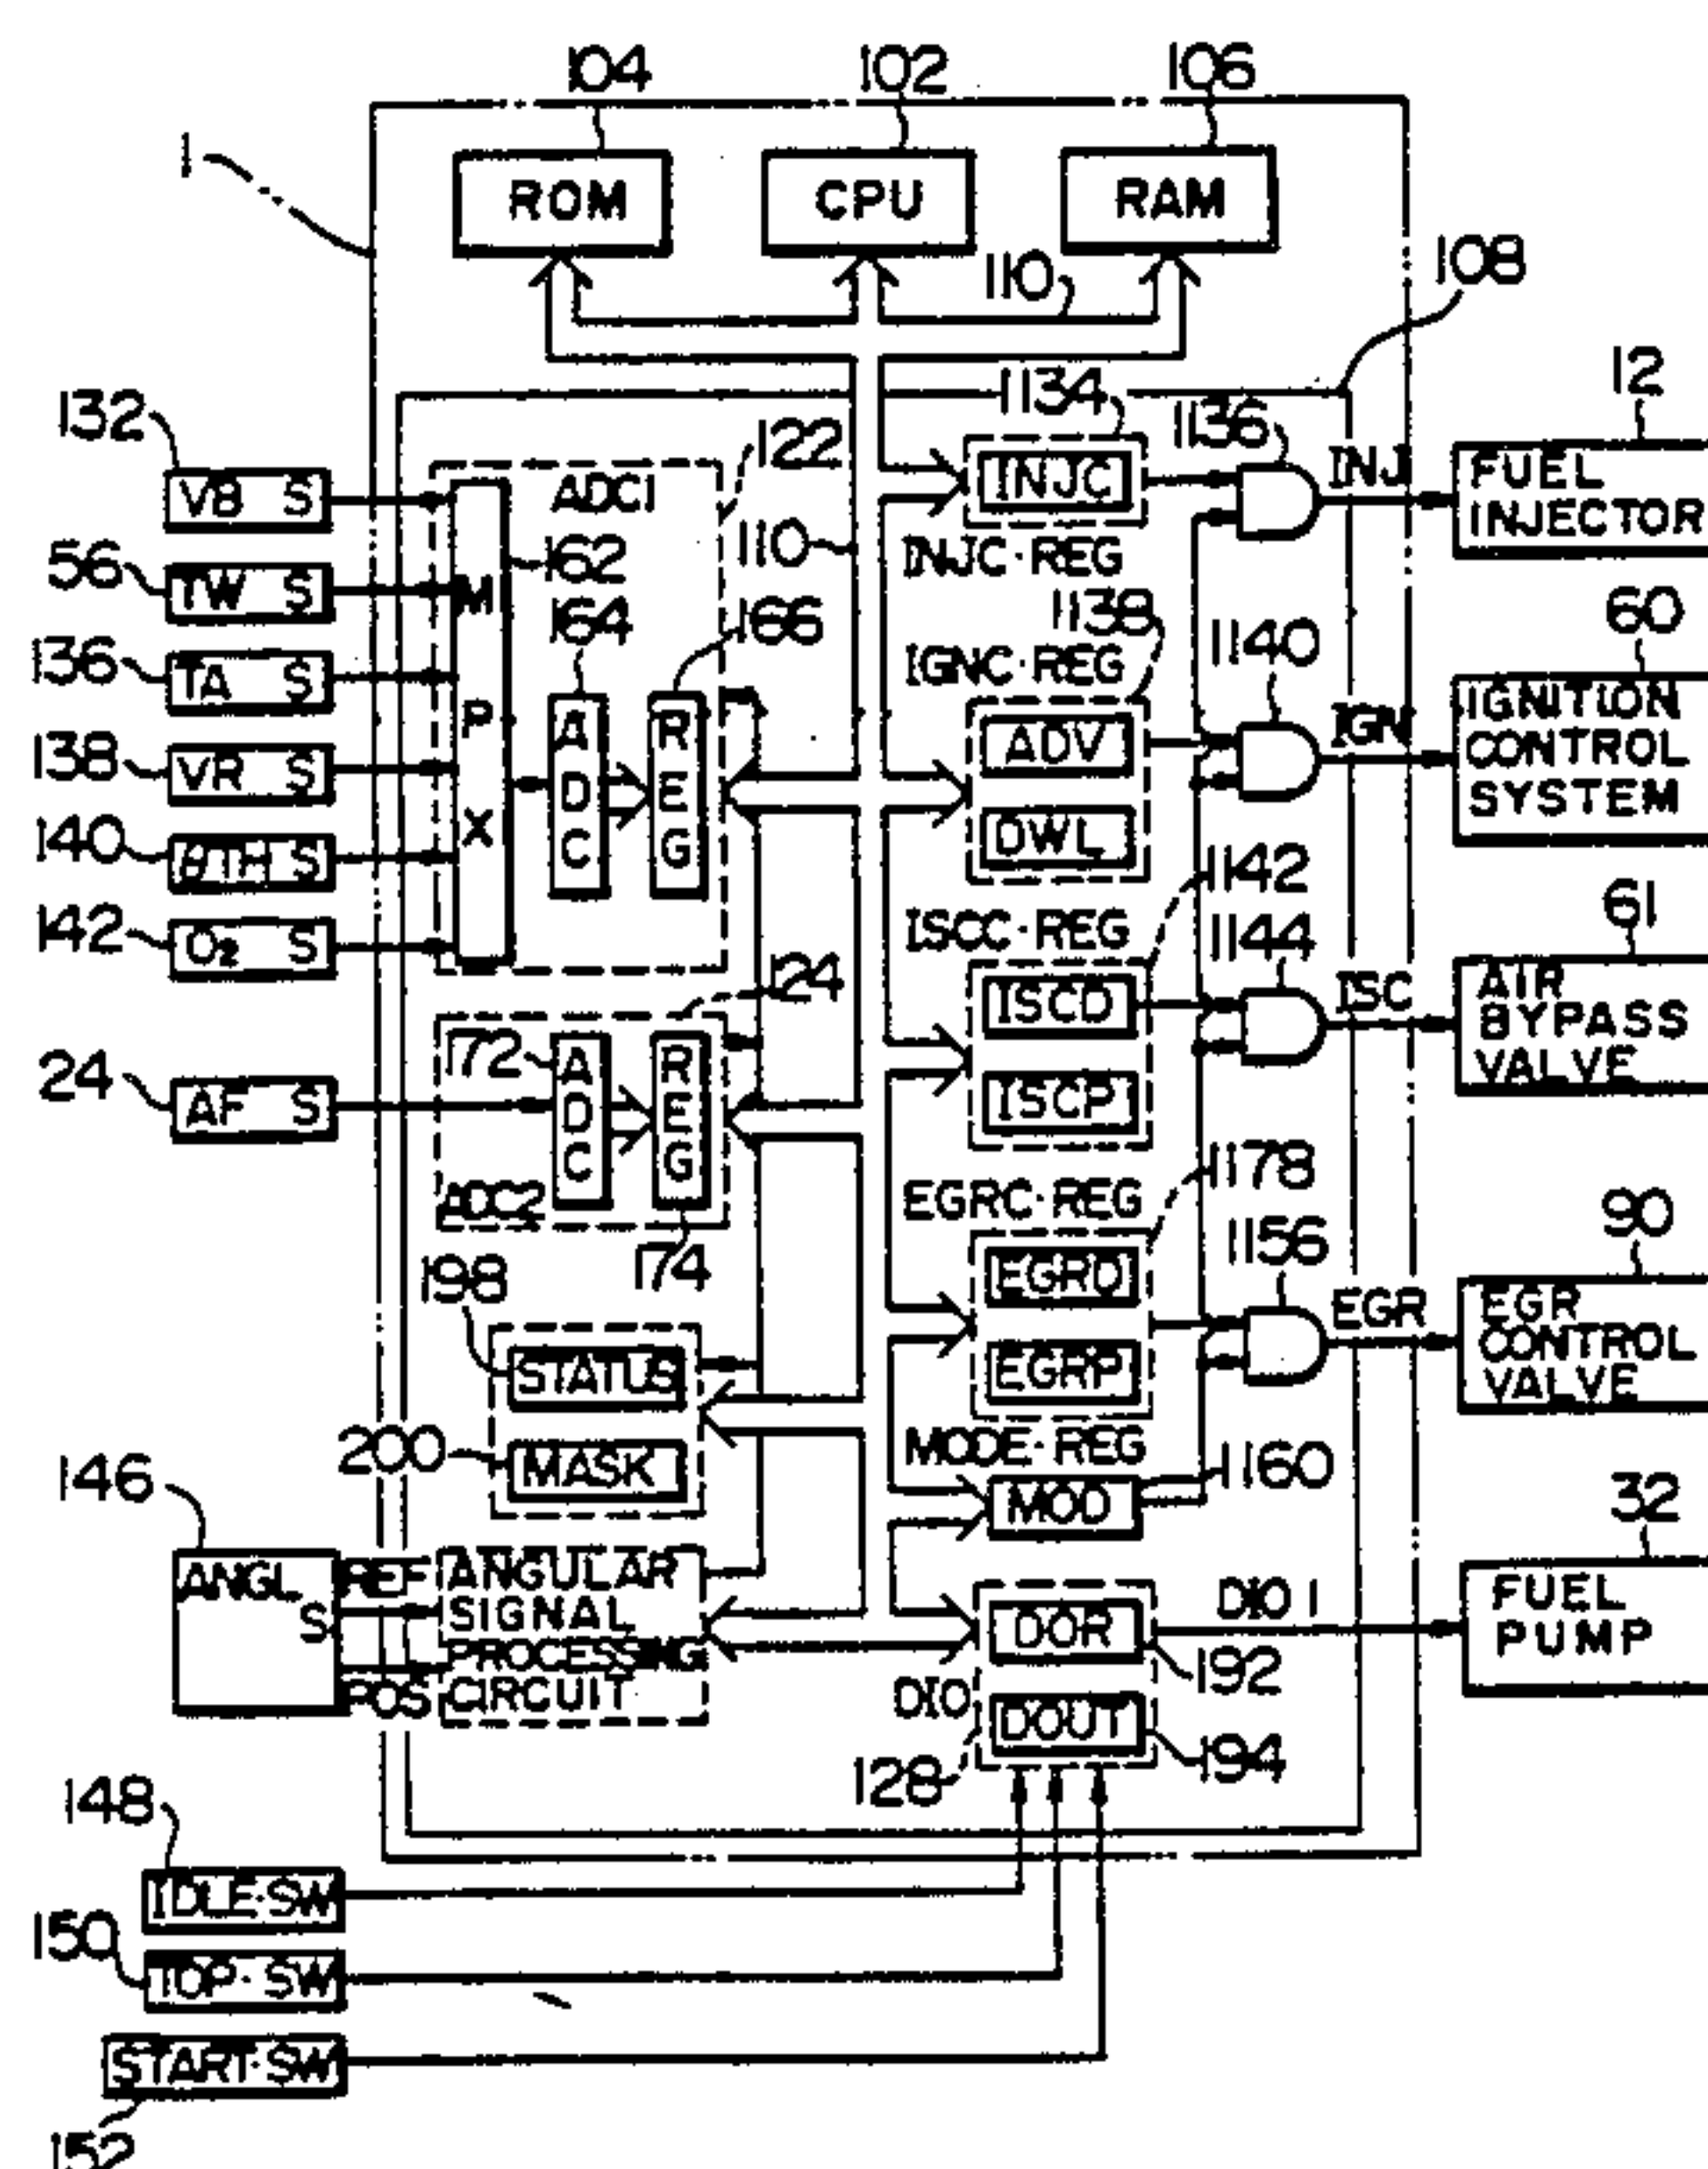 104 102 106
1
ROM CPU RAM
110
108
132
122
1134
1136
INJ
12
VB S
ADC1
INJC
FUEL
INJECTOR
56
TW S
162
110
INJC·REG
M
P
X
136
TA S
164
166
1138
IGNC·REG
1140
60
138
VR S
A
D
C
R
E
G
ADV
DWL
IGN
IGNITION
CONTROL
SYSTEM
140
θTH S
142
O2 S
1142
ISCC·REG
1144
61
124
ISCD
ISCP
ISC
AIR
BYPASS
VALVE
24
AF S
172
A
D
C
R
E
G
ADC2
174
EGRC·REG
1178
1156
90
198
STATUS
EGRD
EGRP
EGR
EGR
CONTROL
VALVE
200
MASK
MODE·REG
MOD
1160
146
ANGL
S
REF
POS
ANGULAR
SIGNAL
PROCESSING
CIRCUIT
DOR
192
DIO 1
32
FUEL
PUMP
DIO
DOUT
128
194
148
IDLE·SW
150
TOP·SW
START·SW
152